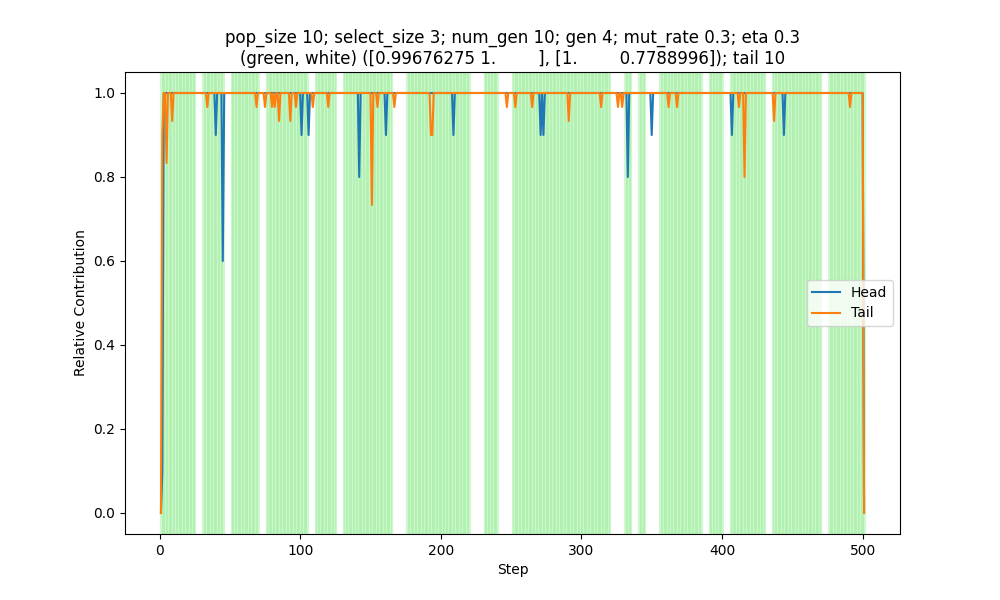 pop_size 10; select_size 3; num_gen 10; gen 4; mut_rate 0.3; eta 0.3
(green, white) ([0.99676275 1.        ], [1.        0.7788996]); tail 10
1.0
0.8
0.6
0.4
0.2
0.0
Relative Contribution
Head
Tail
0
100
200
300
400
500
Step